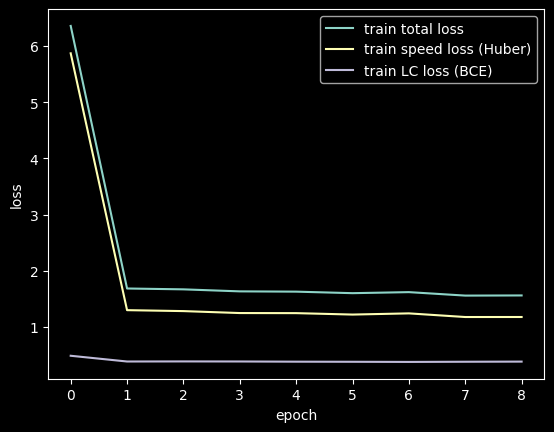 train total loss
train speed loss (Huber)
train LC loss (BCE)
6
5
4
3
2
1
loss
0 1 2 3 4 5 6 7 8
epoch